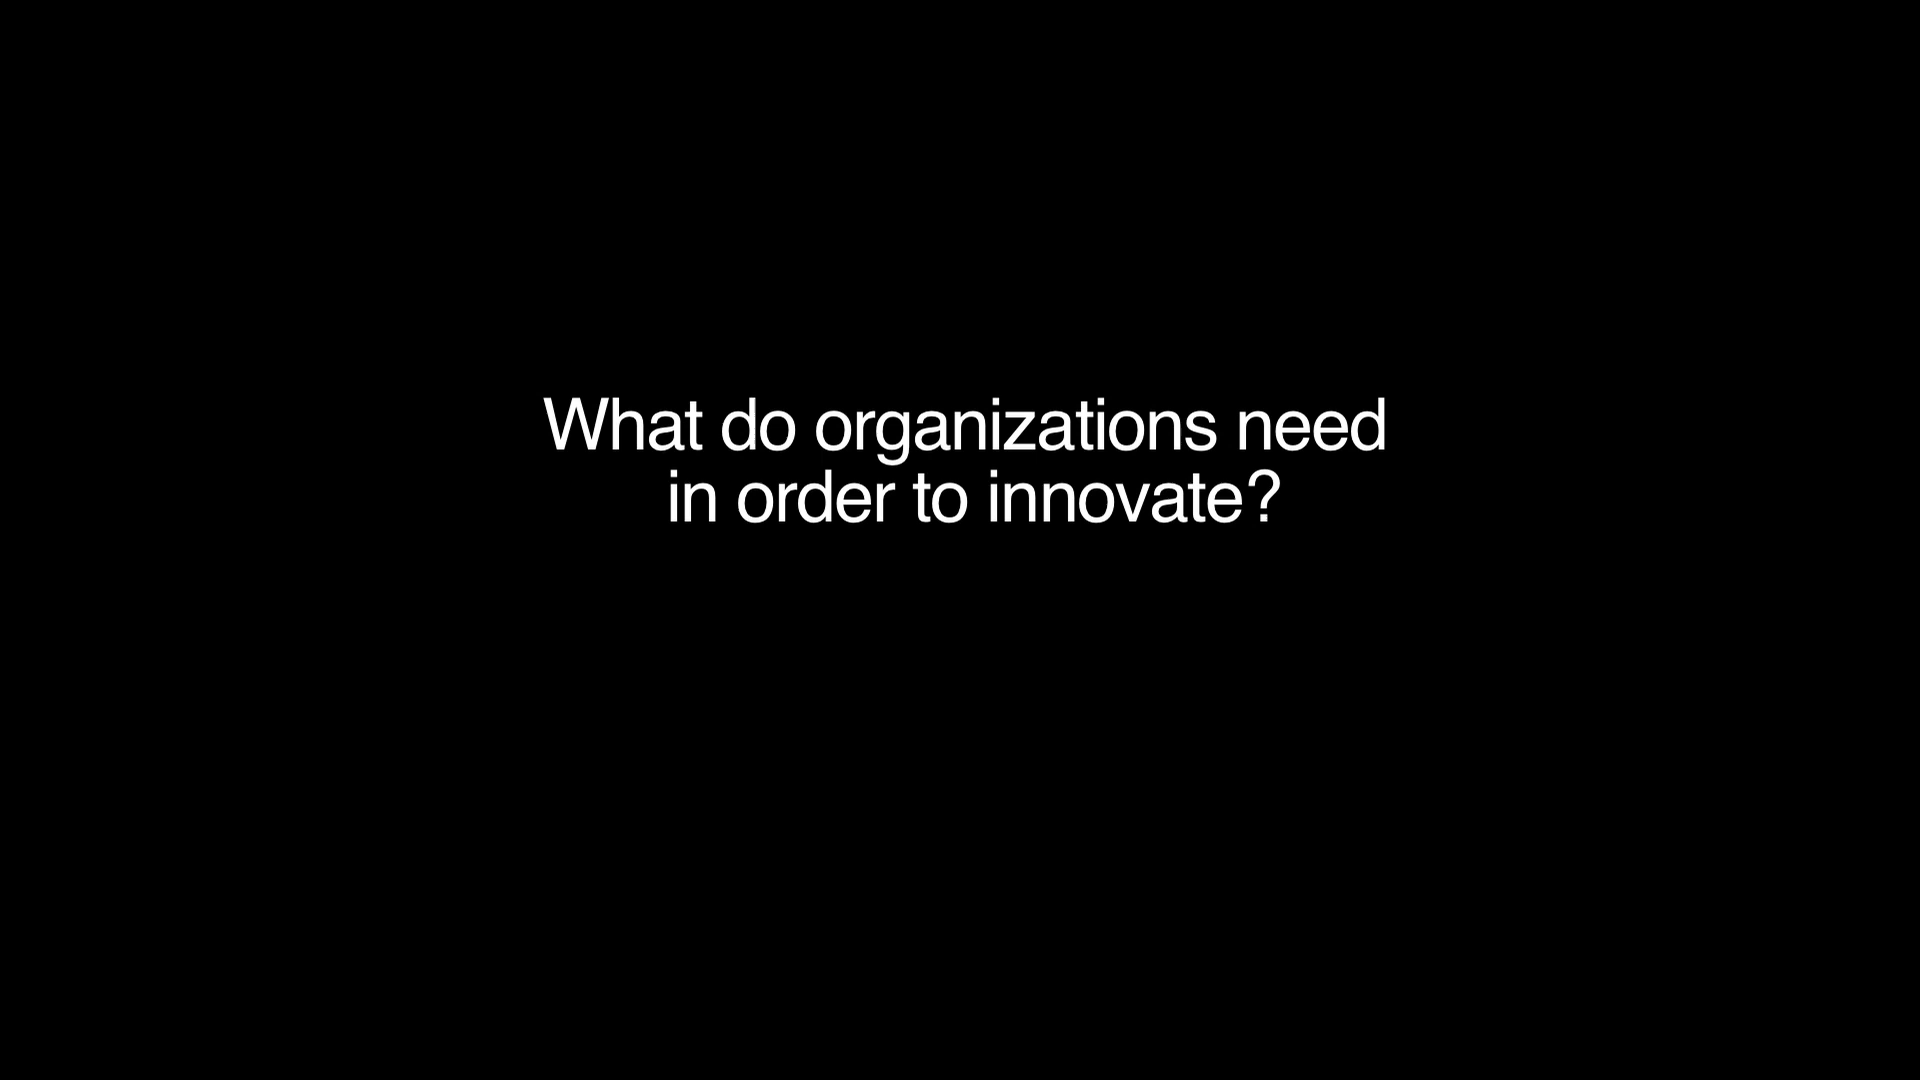 What do organizations need
in order to innovate?